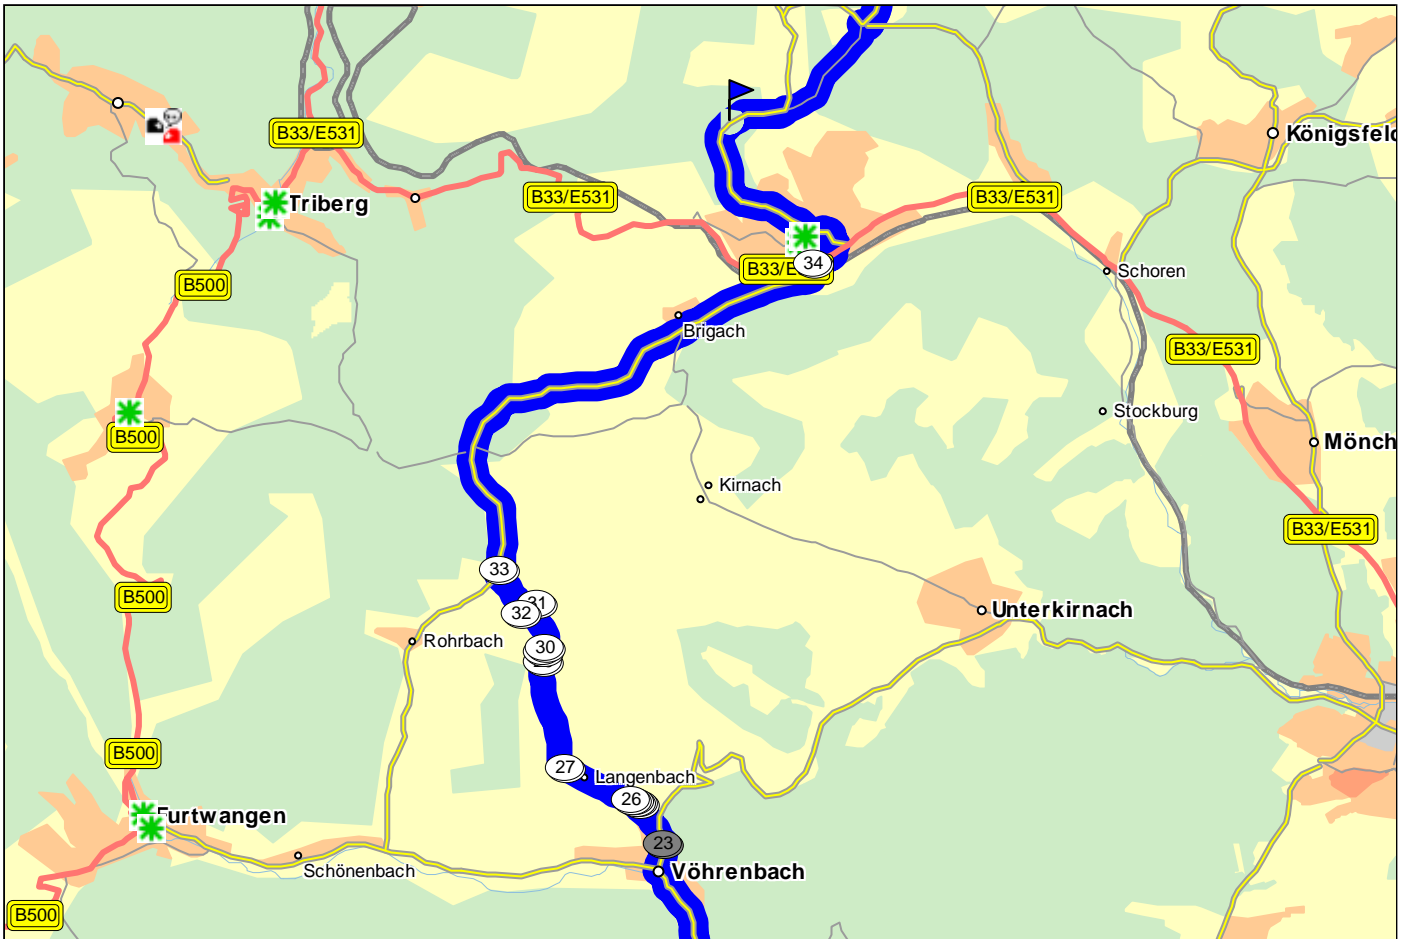 B33/E531
Königsfeld
B33/E531
B33/E531
Triberg
34
B33/E
Schoren
B500
Brigach
B33/E531
Stockburg
B500
Mönch
Kirnach
B33/E531
33
B500
31
32
Unterkirnach
Rohrbach
30
B500
27
Langenbach
26
Furtwangen
23
Schönenbach
Vöhrenbach
B500